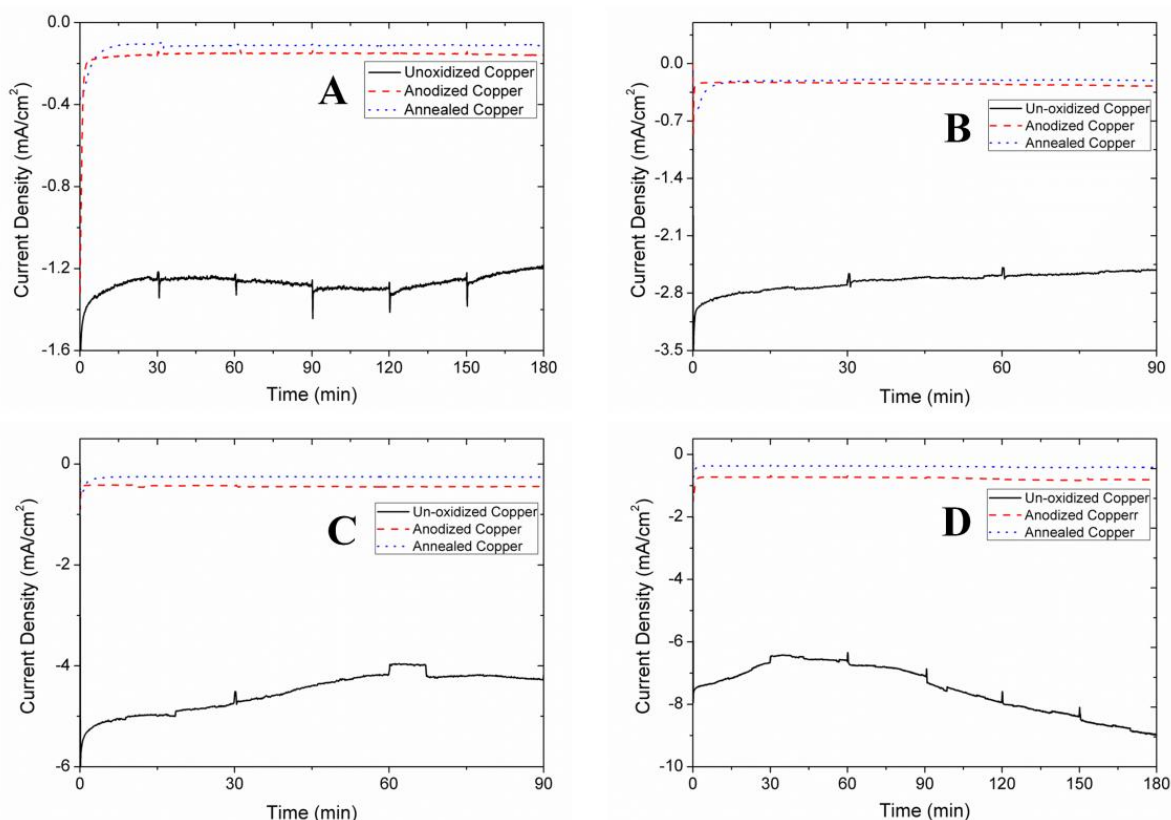 0.0
-0.4
-0.8
-1.2
-1.6
Current Density (mA/cm²)
A
Unoxidized Copper
Anodized Copper
Annealed Copper
0 30 60 90 120 150 180
Time (min)
0.0
-0.7
-1.4
-2.1
-2.8
-3.5
Current Density (mA/cm²)
B
Un-oxidized Copper
Anodized Copper
Annealed Copper
0 30 60 90
Time (min)
0
-2
-4
-6
Current Density (mA/cm²)
C
Un-oxidized Copper
Anodized Copper
Annealed Copper
0 30 60 90
Time (min)
0
-2
-4
-6
-8
-10
Current Density (mA/cm²)
D
Un-oxidized Copper
Anodized Copperr
Annealed Copper
0 30 60 90 120 150 180
Time (min)